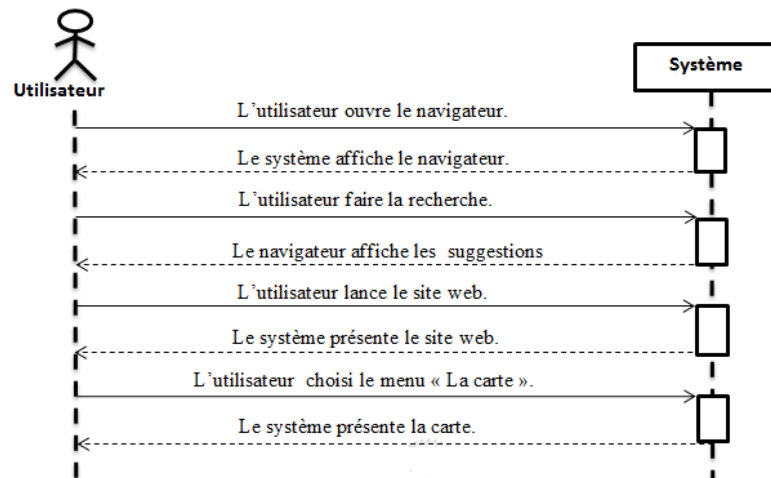 Utilisateur
Système
L'utilisateur ouvre le navigateur.
Le système affiche le navigateur.
L'utilisateur faire la recherche.
Le navigateur affiche les suggestions
L'utilisateur lance le site web.
Le système présente le site web.
L'utilisateur choisi le menu « La carte ».
Le système présente la carte.